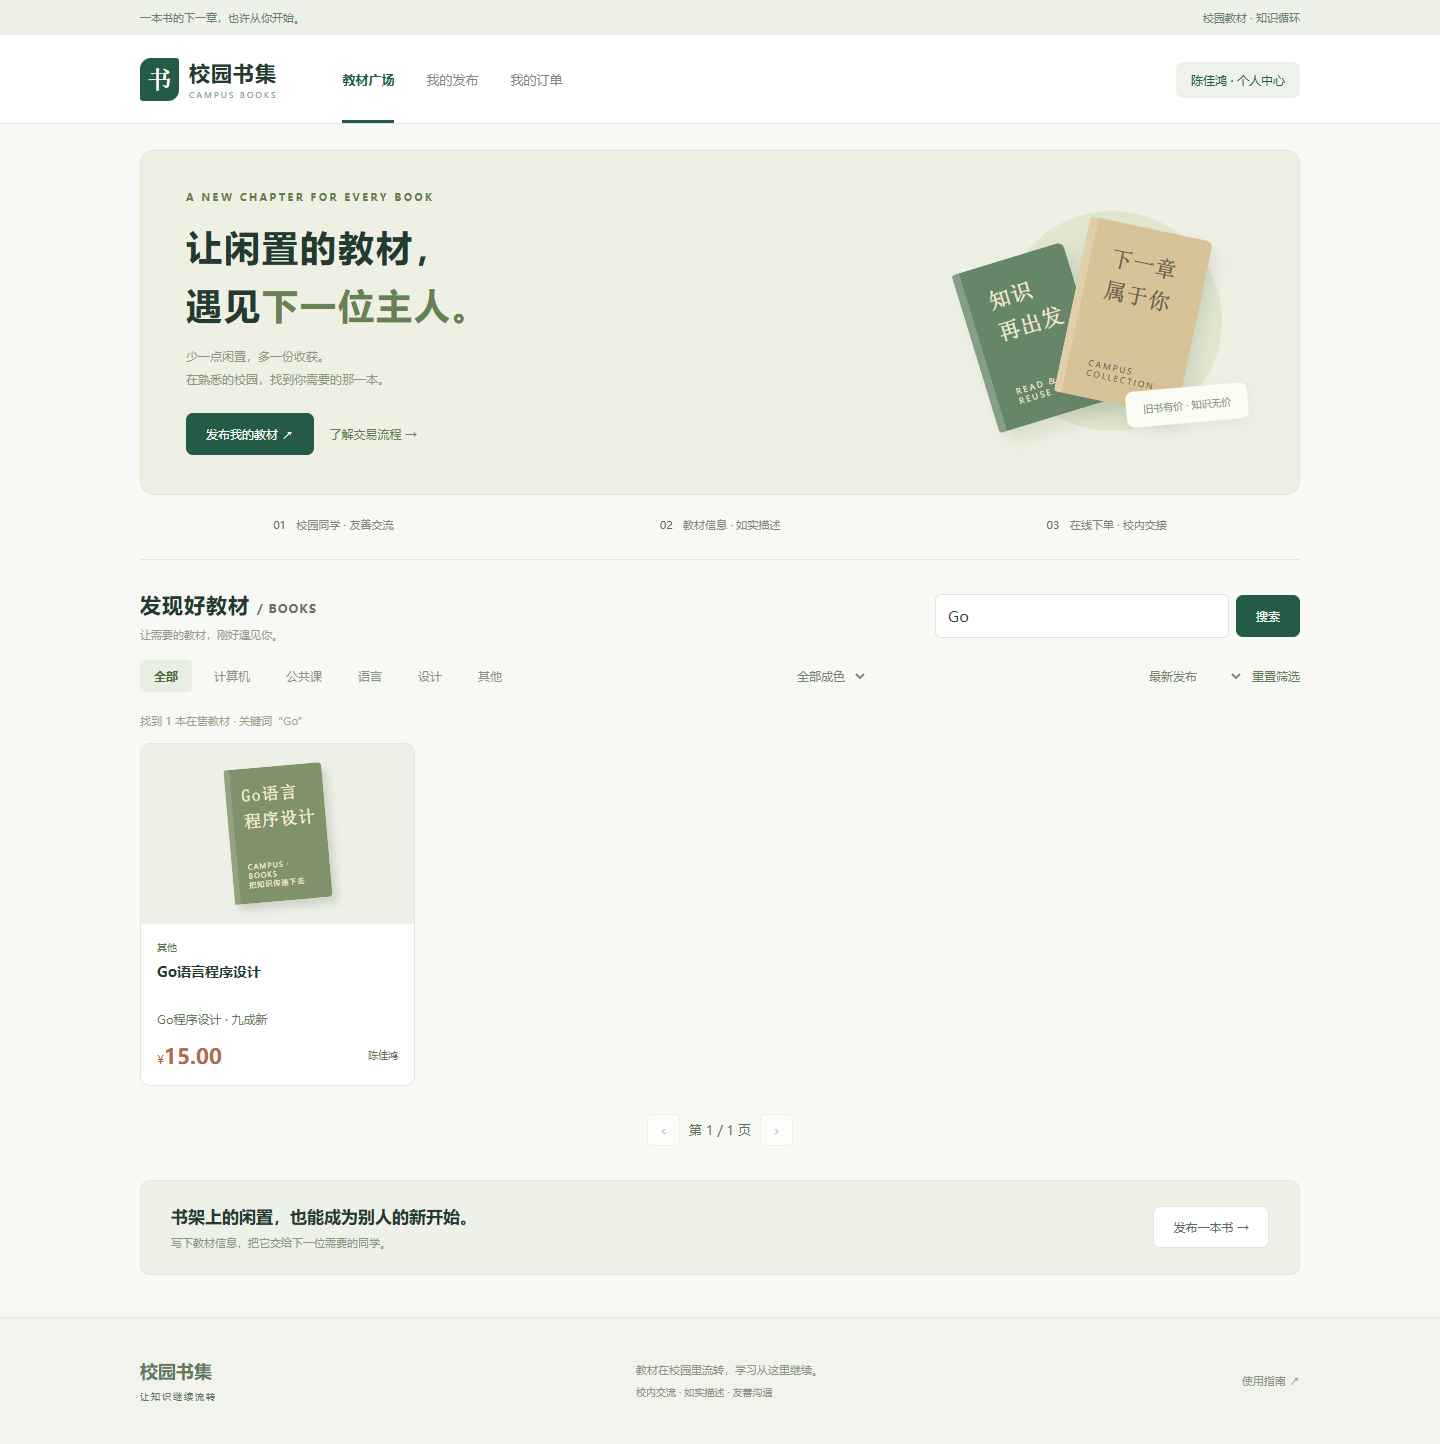 一本书的下一章，也许从你开始。
校园教材 · 知识循环
书
校园书集
CAMPUS BOOKS
教材广场
我的发布
我的订单
陈佳鸿 · 个人中心
A NEW CHAPTER FOR EVERY BOOK
让闲置的教材，
遇见下一位主人。
少一点闲置，多一份收获。
在熟悉的校园，找到你需要的那一本。
发布我的教材 ↗
了解交易流程 →
知识
再出发
READ &
REUSE
下一章
属于你
CAMPUS
COLLECTION
旧书有价 · 知识无价
01 校园同学 · 友善交流
02 教材信息 · 如实描述
03 在线下单 · 校内交接
发现好教材 / BOOKS
让需要的教材，刚好遇见你。
Go
搜索
全部
计算机
公共课
语言
设计
其他
全部成色
最新发布
重置筛选
找到 1 本在售教材 · 关键词 “Go”
Go语言
程序设计
CAMPUS ·
BOOKS
把知识传递下去
其他
Go语言程序设计
Go程序设计 · 九成新
¥15.00
陈佳鸿
‹ 第 1 / 1 页 ›
书架上的闲置，也能成为别人的新开始。
写下教材信息，把它交给下一位需要的同学。
发布一本书 →
校园书集
让知识继续流转
教材在校园里流转，学习从这里继续。
校内交流 · 如实描述 · 友善沟通
使用指南 ↗